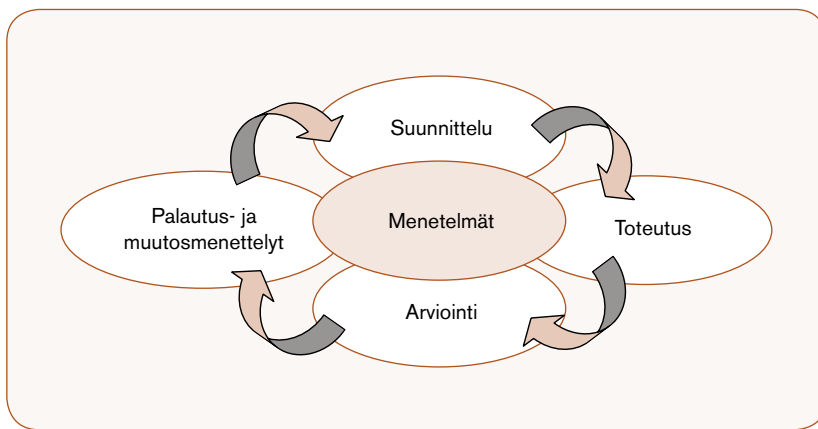 Suunnittelu
Palautus- ja
muutosmenettelyt
Menetelmät
Toteutus
Arviointi